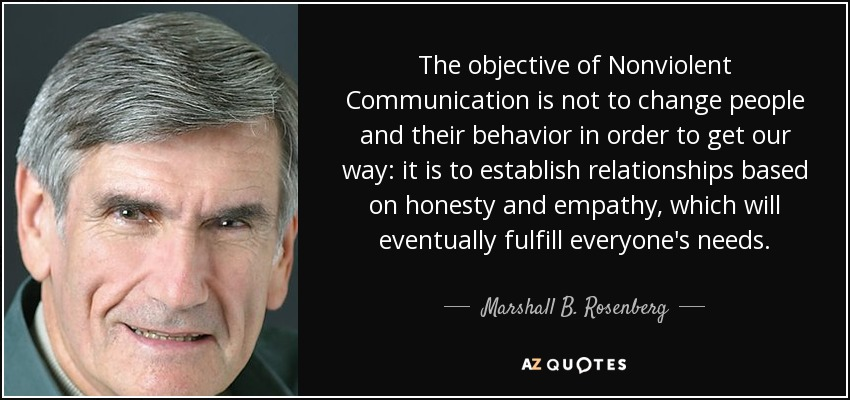 The objective of Nonviolent
Communication is not to change people
and their behavior in order to get our
way: it is to establish relationships based
on honesty and empathy, which will
eventually fulfill everyone's needs.
Marshall B. Rosenberg
AZ QUOTES